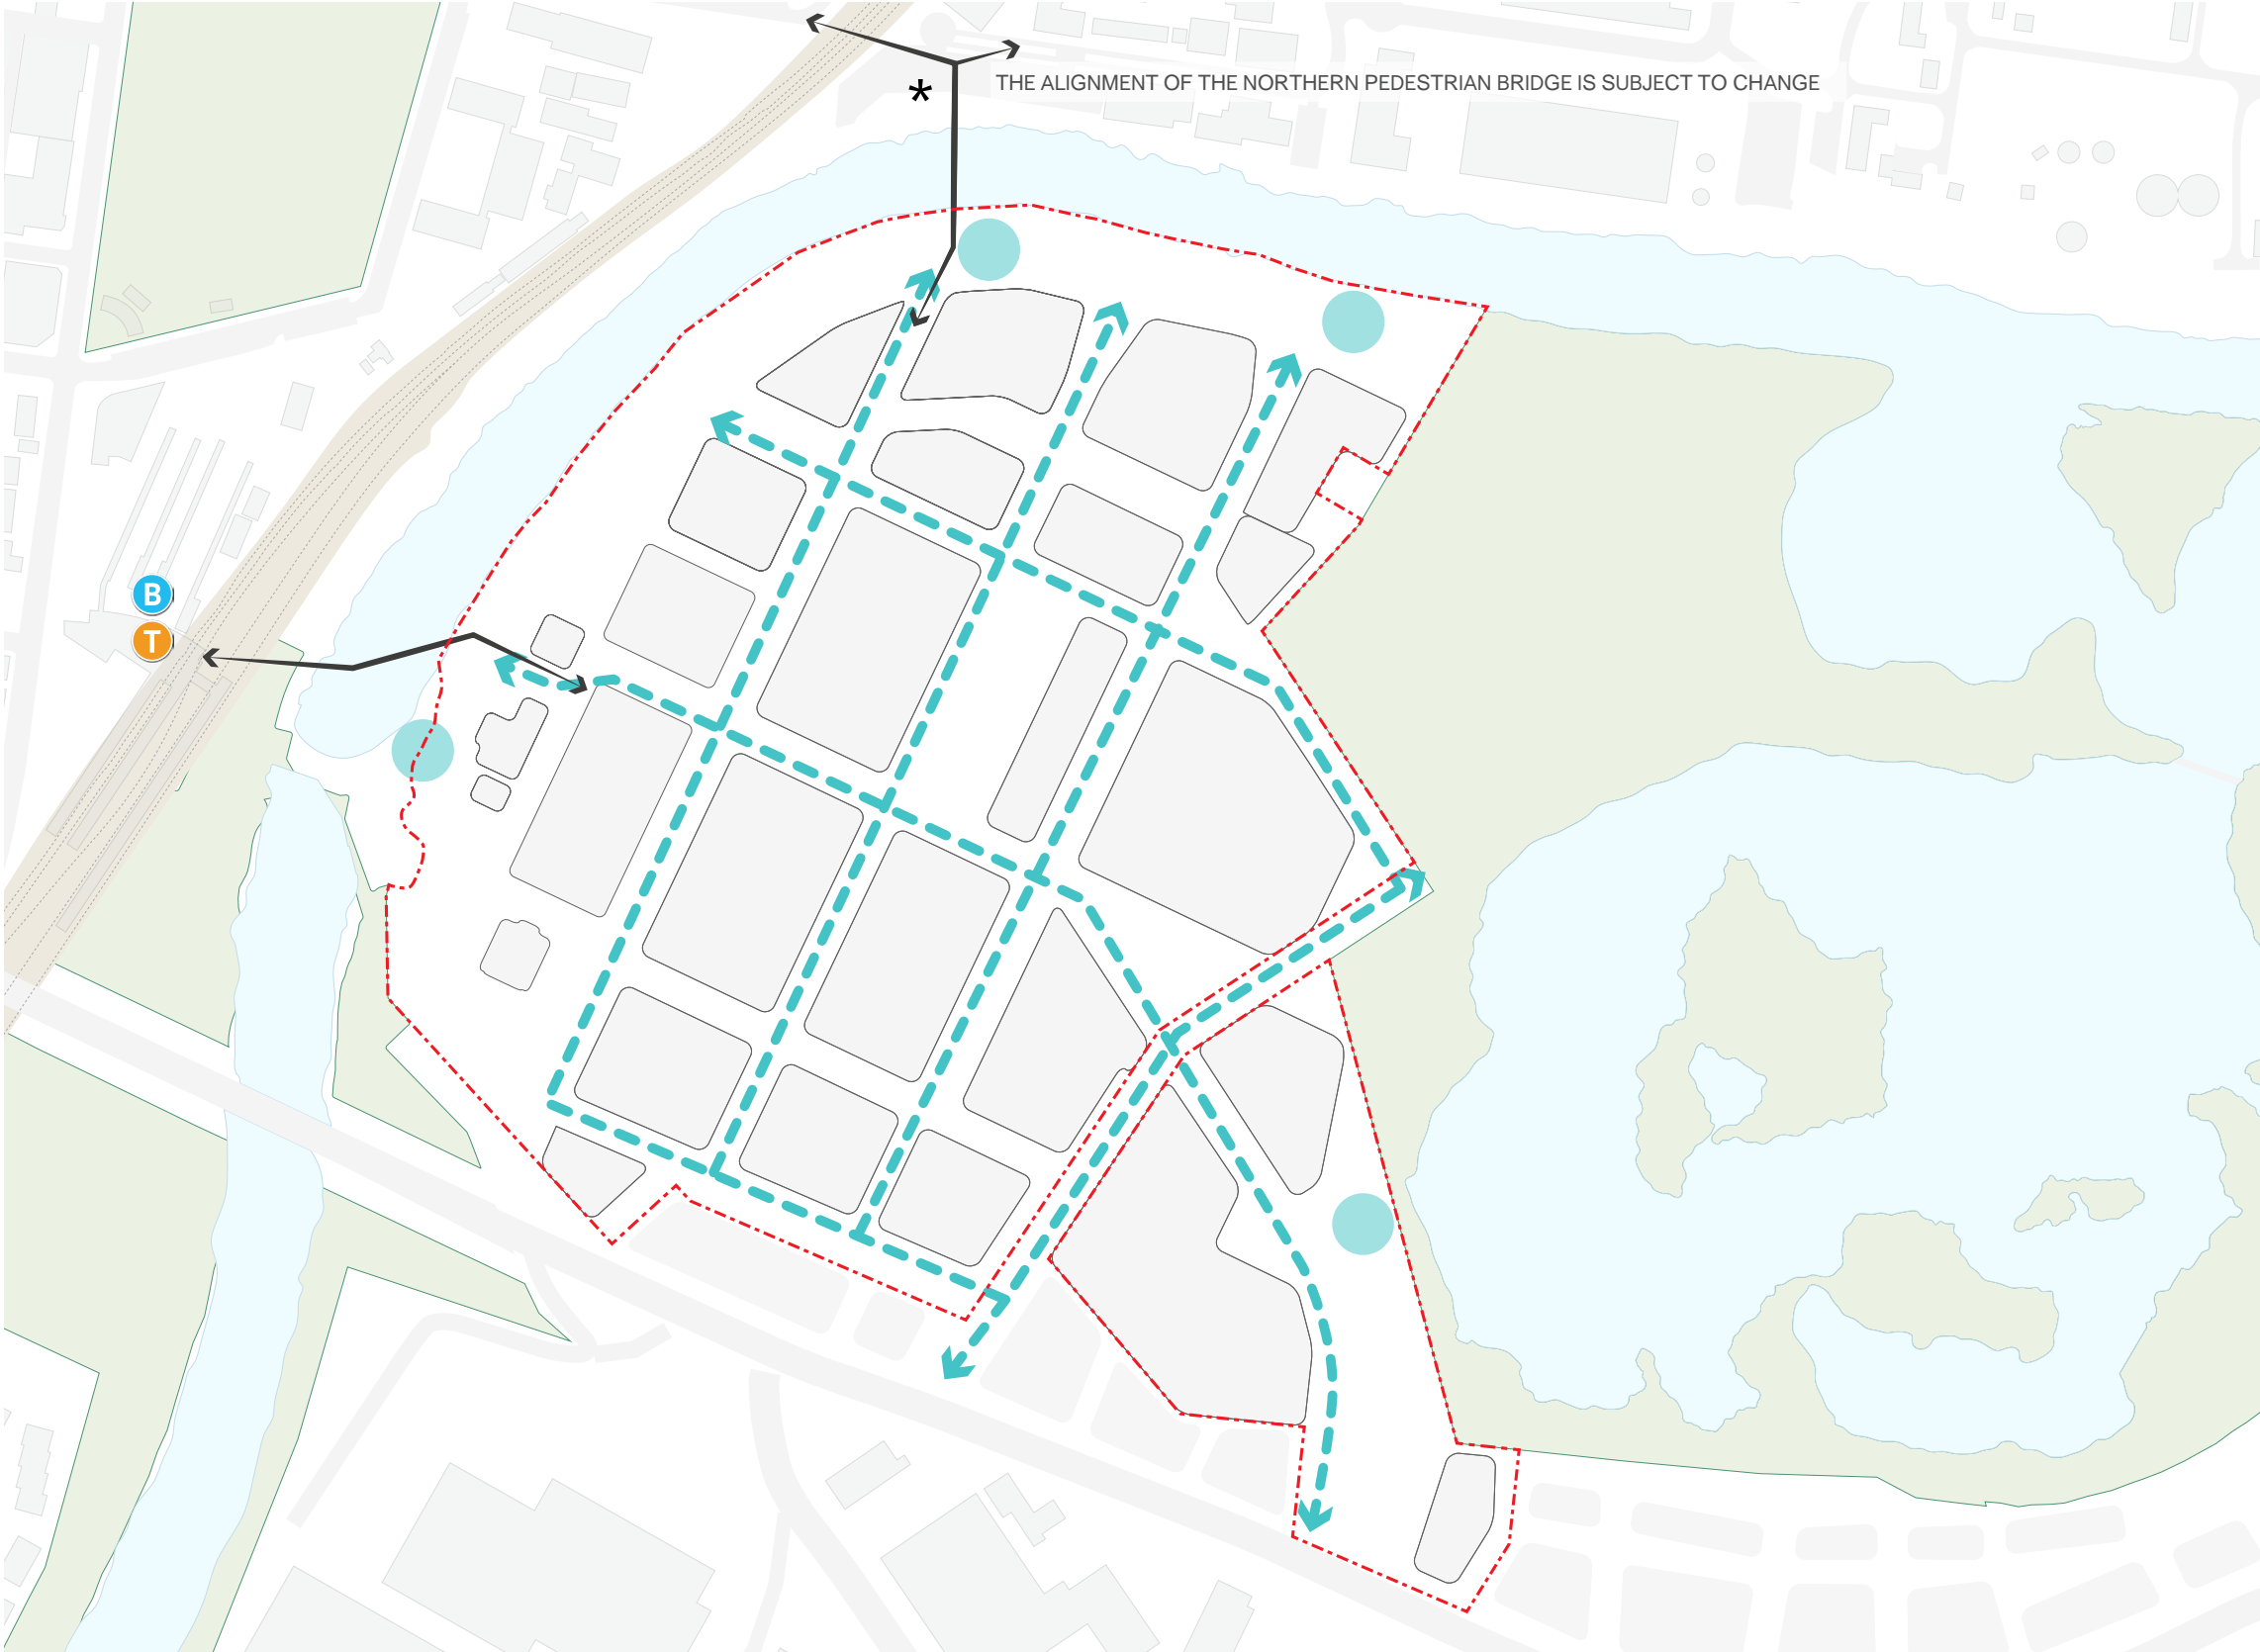 *
THE ALIGNMENT OF THE NORTHERN PEDESTRIAN BRIDGE IS SUBJECT TO CHANGE
B
T